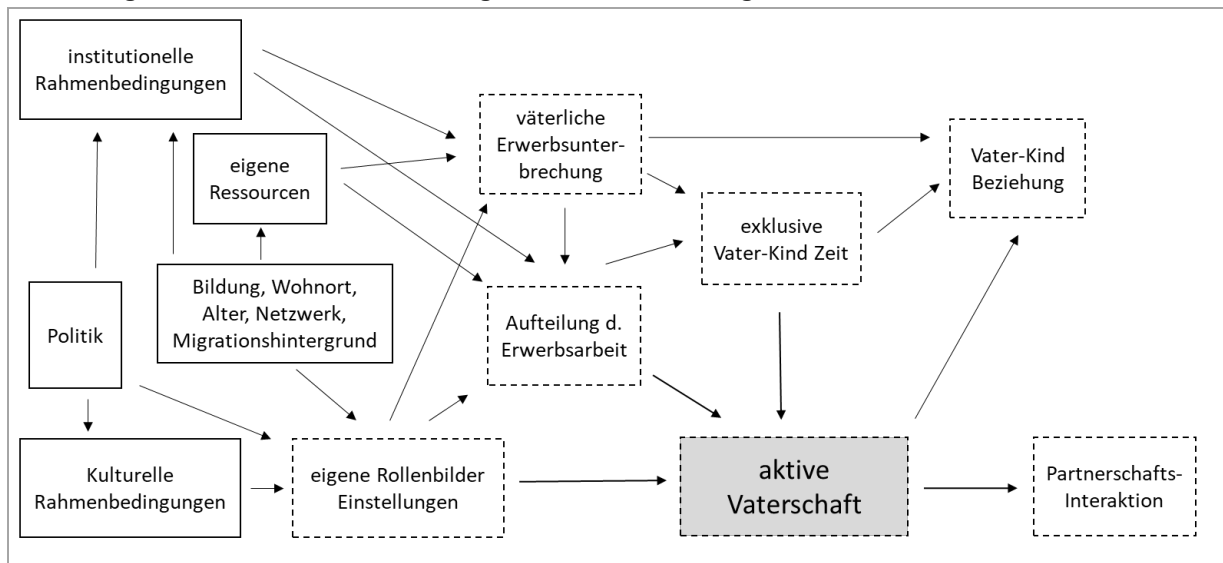 institutionelle
Rahmenbedingungen
väterliche
Erwerbsunter-
brechung
Vater-Kind
Beziehung
eigene
Ressourcen
exklusive
Vater-Kind Zeit
Bildung, Wohnort,
Alter, Netzwerk,
Migrationshintergrund
Politik
Aufteilung d.
Erwerbsarbeit
Kulturelle
Rahmenbedingungen
eigene Rollenbilder
Einstellungen
aktive
Vaterschaft
Partnerschafts-
Interaktion